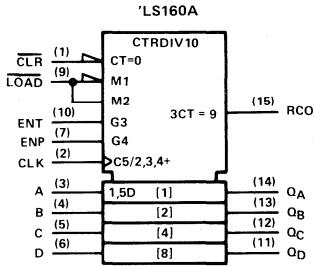 'LS160A
CTRDIV10
CLR (1) CT=0
LOAD (9) M1
M2
ENT (10) G3 3CT = 9 (15) RCO
ENP (7) G4
CLK (2) C5/2,3,4+
A (3) 1,5D [1] (14) QA
B (4) [2] (13) QB
C (5) [4] (12) QC
D (6) [8] (11) QD